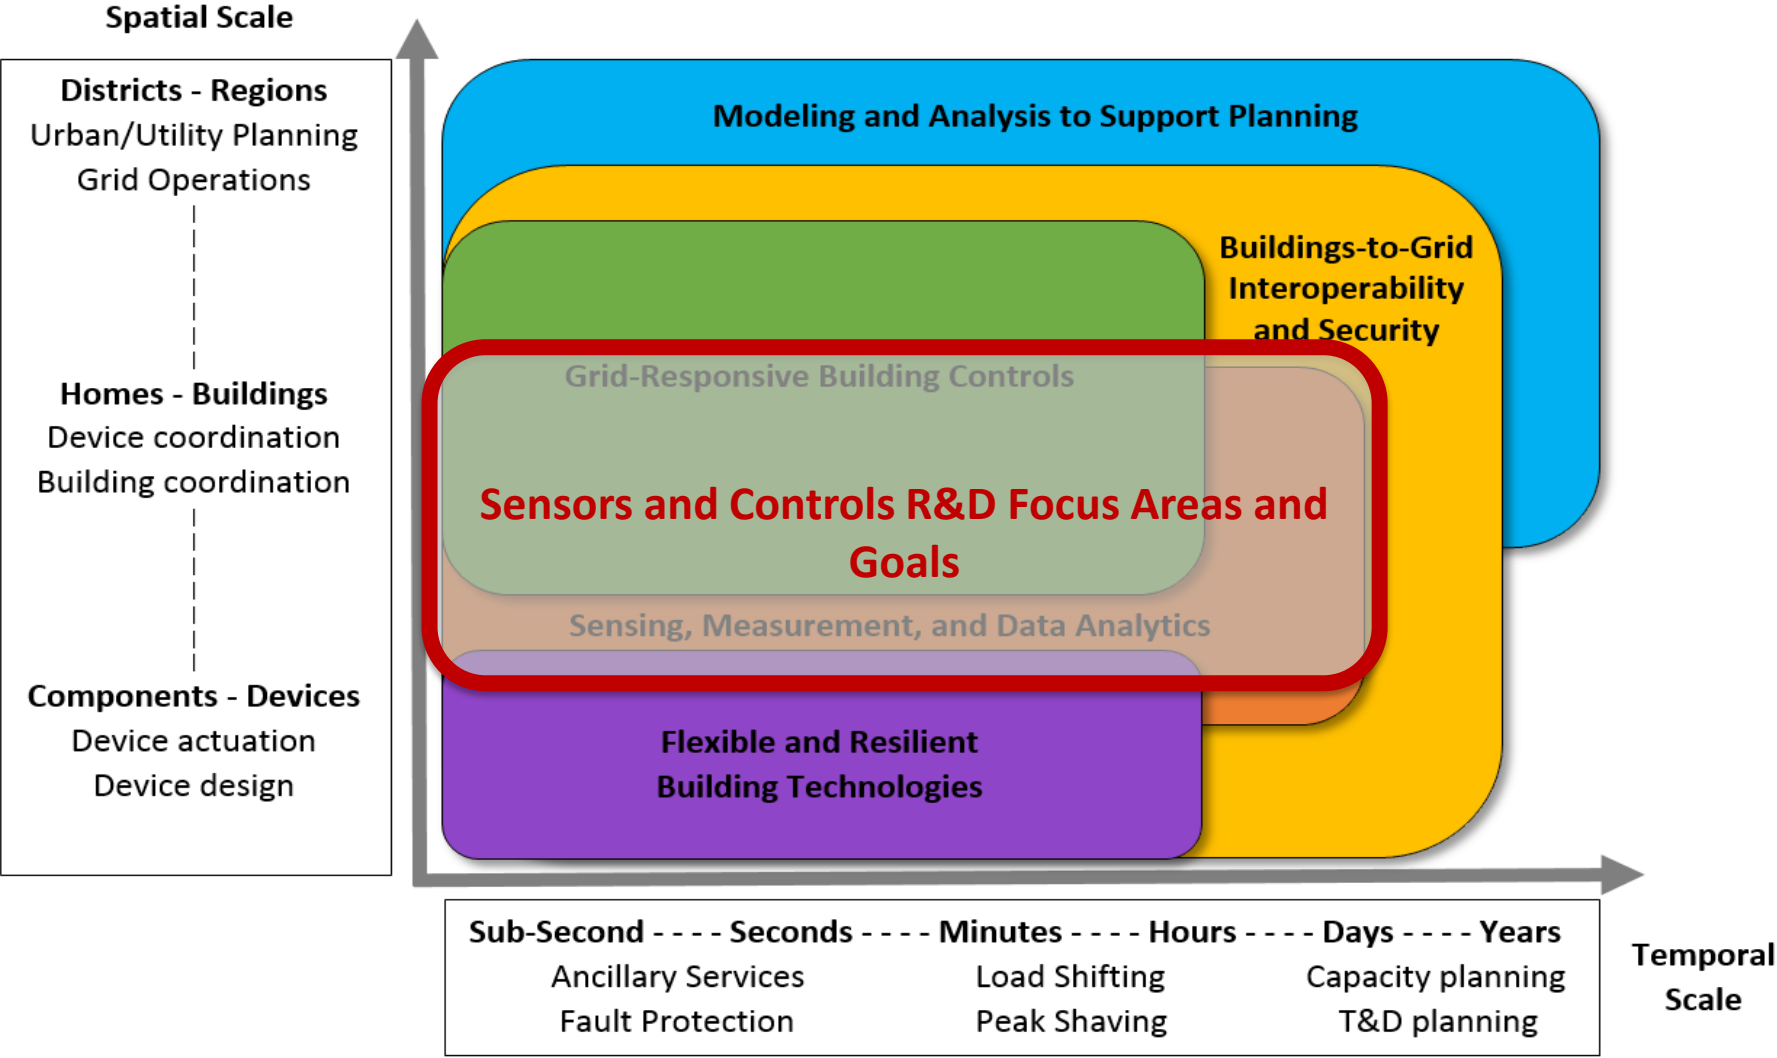 Spatial Scale
Districts - Regions
Urban/Utility Planning
Grid Operations
Homes - Buildings
Device coordination
Building coordination
Components - Devices
Device actuation
Device design
Modeling and Analysis to Support Planning
Buildings-to-Grid
Interoperability
and Security
Grid-Responsive Building Controls
Sensors and Controls R&D Focus Areas and
Goals
Sensing, Measurement, and Data Analytics
Flexible and Resilient
Building Technologies
Sub-Second - - - - Seconds - - - - Minutes - - - - Hours - - - - Days - - - - Years
Ancillary Services Load Shifting Capacity planning
Fault Protection Peak Shaving T&D planning
Temporal
Scale